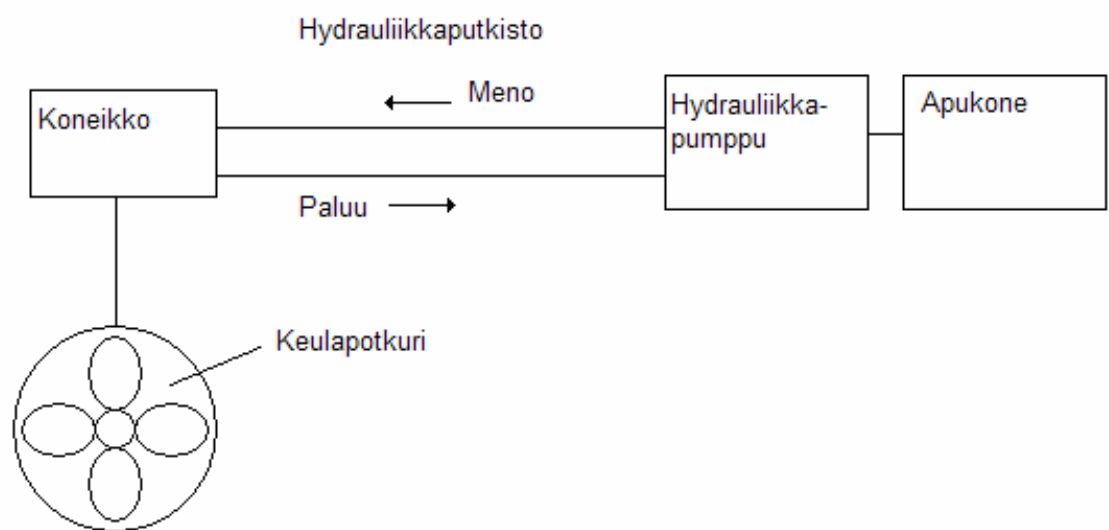 Hydrauliikkaputkisto
Meno
Koneikko
Hydrauliikka-
pumppu
Apukone
Paluu
Keulapotkuri